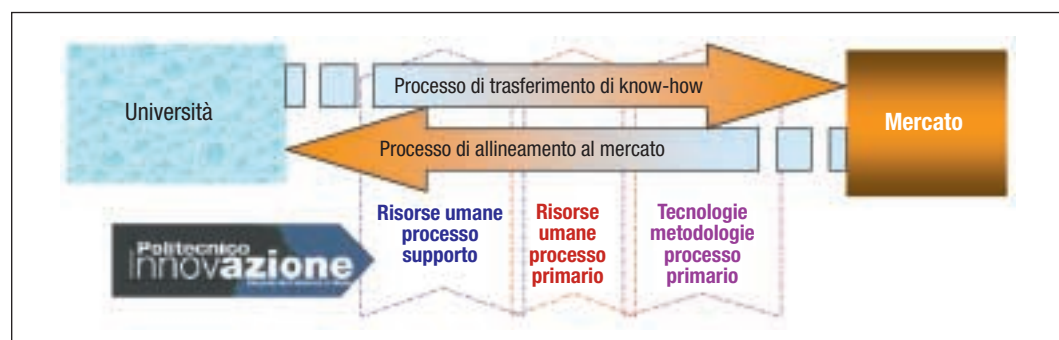 Università
Processo di trasferimento di know-how
Processo di allineamento al mercato
Mercato
Politecnico
Innovazione
Risorse umane
processo
supporto
Risorse
umane
processo
primario
Tecnologie
metodologie
processo
primario